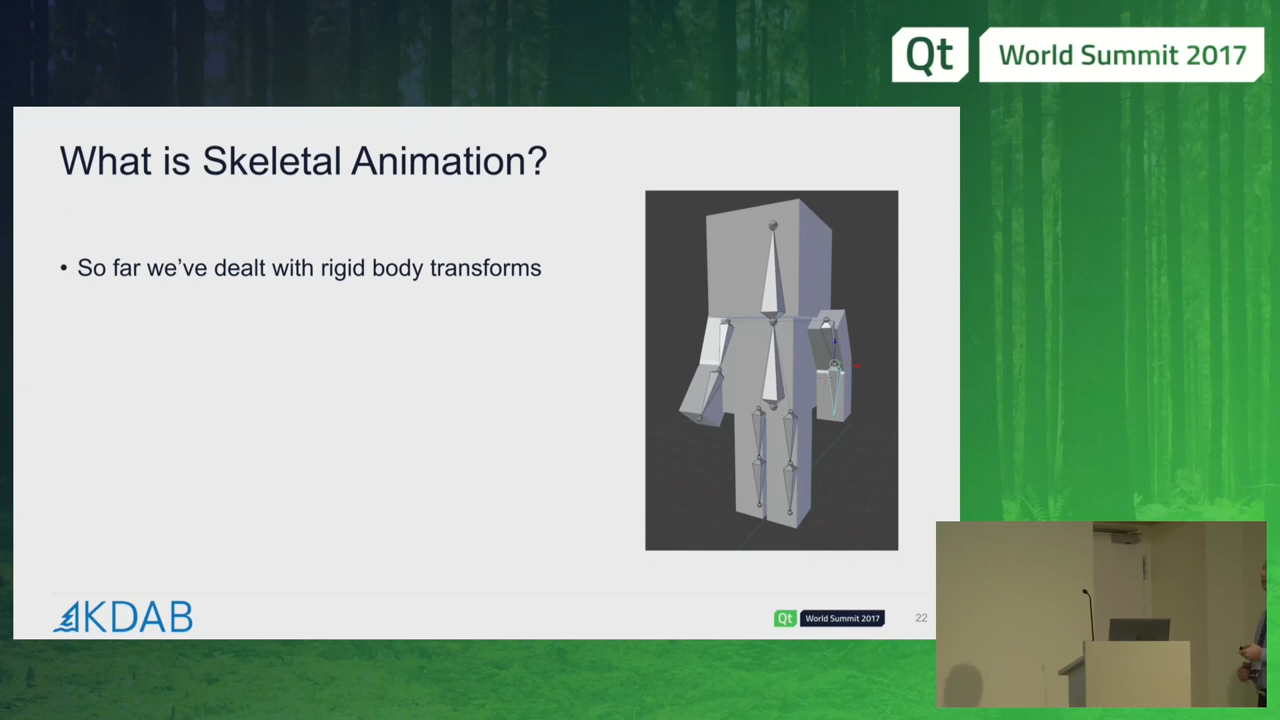 Qt World Summit 2017
What is Skeletal Animation?
• So far we've dealt with rigid body transforms
KDAB
Qt World Summit 2017
22